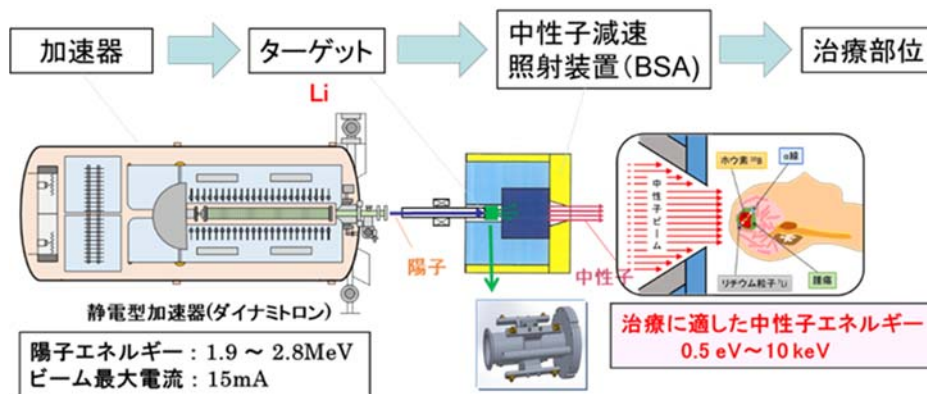 加速器
ターゲット
中性子減速
照射装置(BSA)
治療部位
Li
陽子
中性子
静電型加速器(ダイナミトロン)
陽子エネルギー：1.9 ～ 2.8MeV
ビーム最大電流：15mA
中性子ビーム
ホウ素 ¹⁰B
α線
リチウム粒子 ⁷Li
腫瘍
治療に適した中性子エネルギー
0.5 eV～10 keV